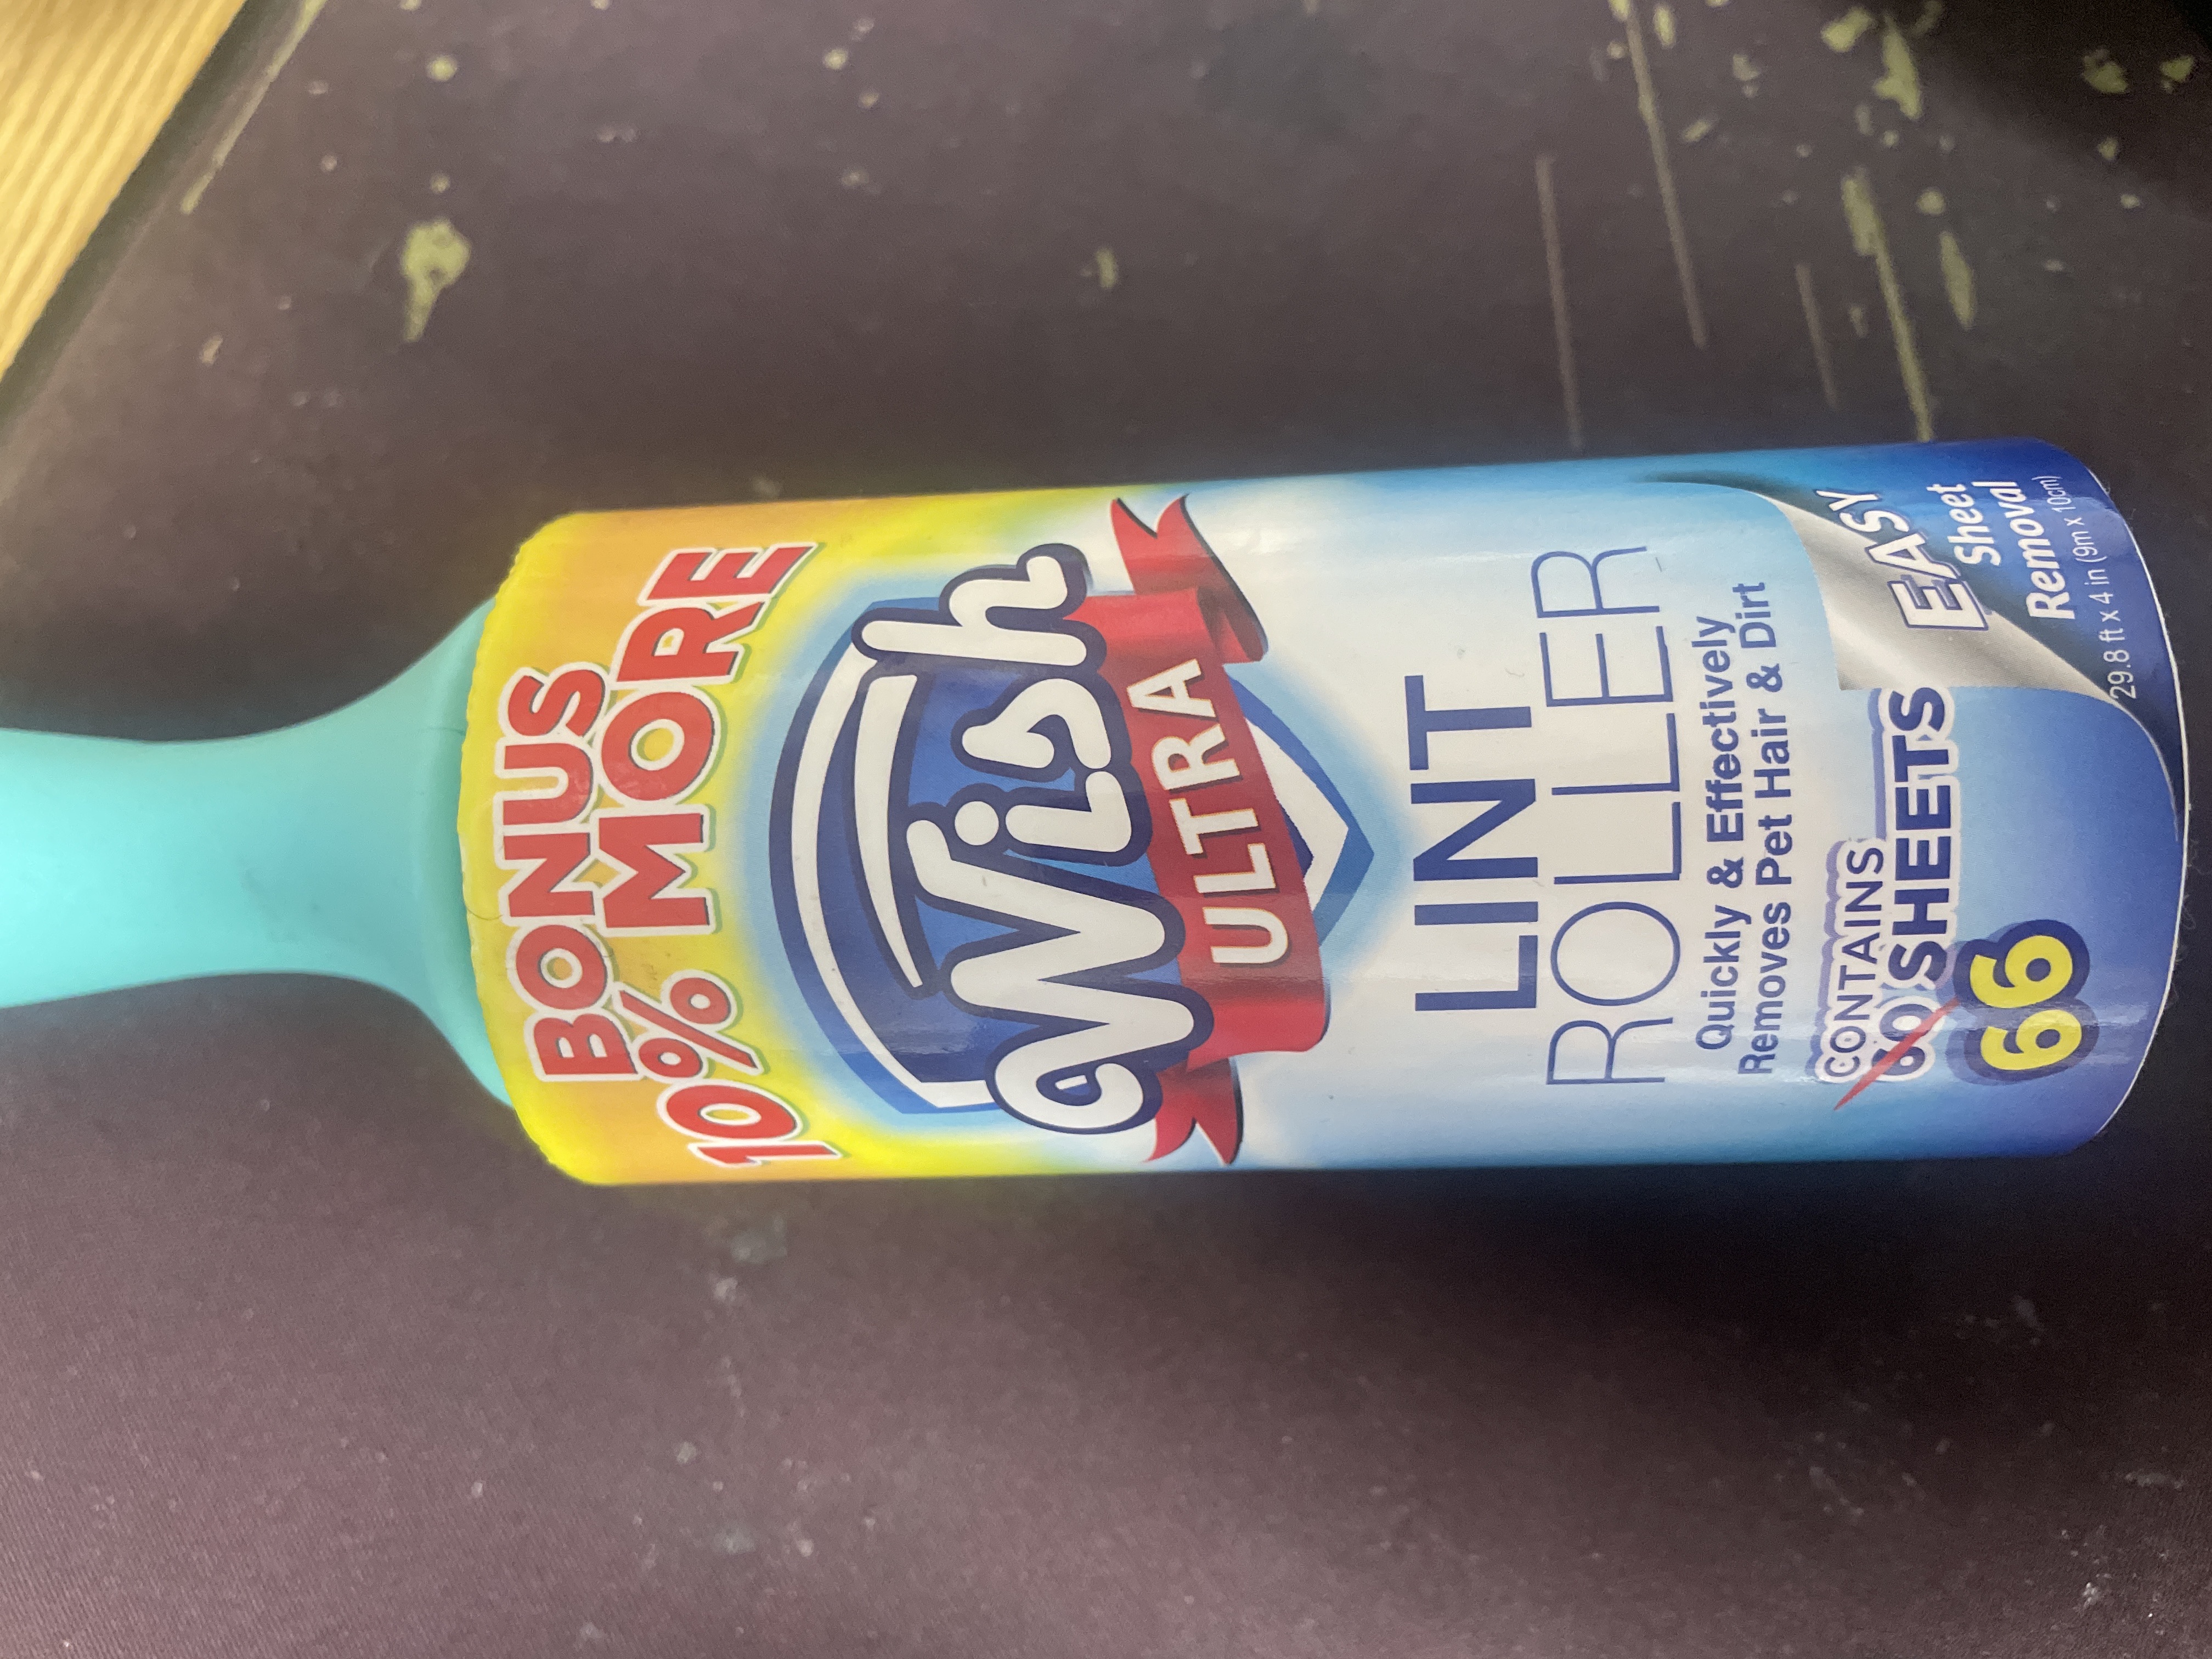 BONUS
10% MORE
Wish
ULTRA
LINT
ROLLER
Quickly & Effectively
Removes Pet Hair & Dirt
CONTAINS
60 SHEETS
66
EASY
Sheet
Removal
29.8 ft x 4 in (9m x 10cm)